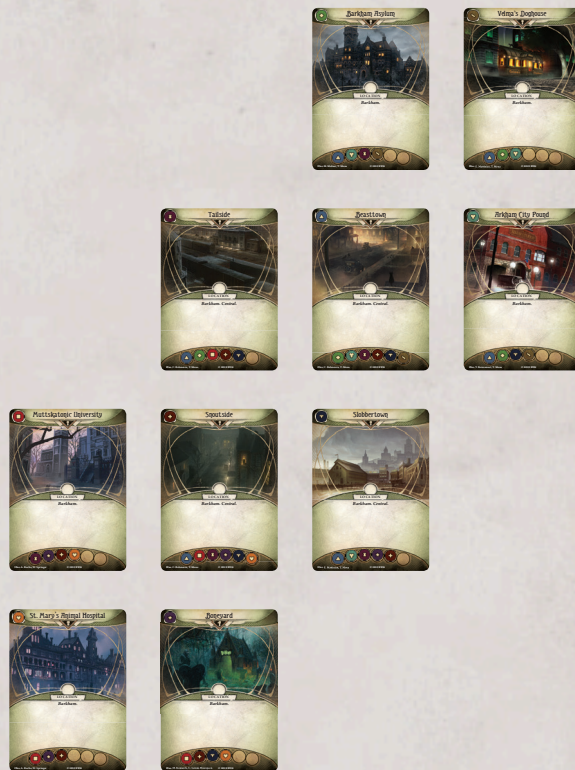 Barkham Asylum
LOCATION
Barkham.
Velma's Doghouse
LOCATION
Barkham.
Tailside
LOCATION
Barkham. Central.
Beasttown
LOCATION
Barkham. Central.
Arkham City Pound
LOCATION
Barkham.
Muttskatonic University
LOCATION
Barkham.
Snoutside
LOCATION
Barkham. Central.
Slobbertown
LOCATION
Barkham. Central.
St. Mary's Animal Hospital
LOCATION
Barkham.
Boneyard
LOCATION
Barkham.